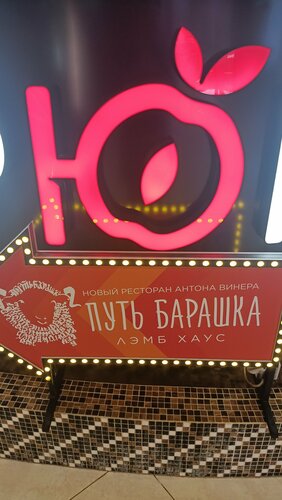 Ю
НОВЫЙ РЕСТОРАН АНТОНА ВИНЕРА
ПУТЬ БАРАШКА
ЛЭМБ ХАУС